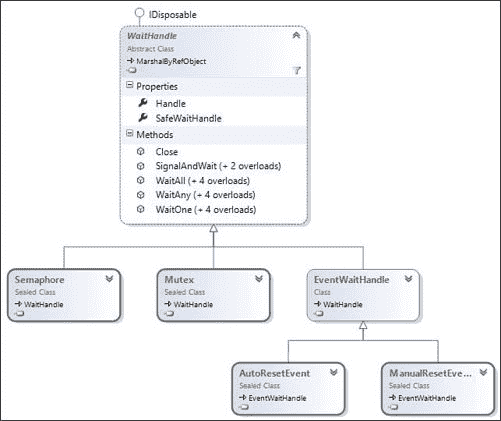 IDisposable
WaitHandle
Abstract Class
MarshalByRefObject
Properties
Handle
SafeWaitHandle
Methods
Close
SignalAndWait (+ 2 overloads)
WaitAll (+ 4 overloads)
WaitAny (+ 4 overloads)
WaitOne (+ 4 overloads)
Semaphore
Sealed Class
WaitHandle
Mutex
Sealed Class
WaitHandle
EventWaitHandle
Class
WaitHandle
AutoResetEvent
Sealed Class
EventWaitHandle
ManualResetEve...
Sealed Class
EventWaitHandle